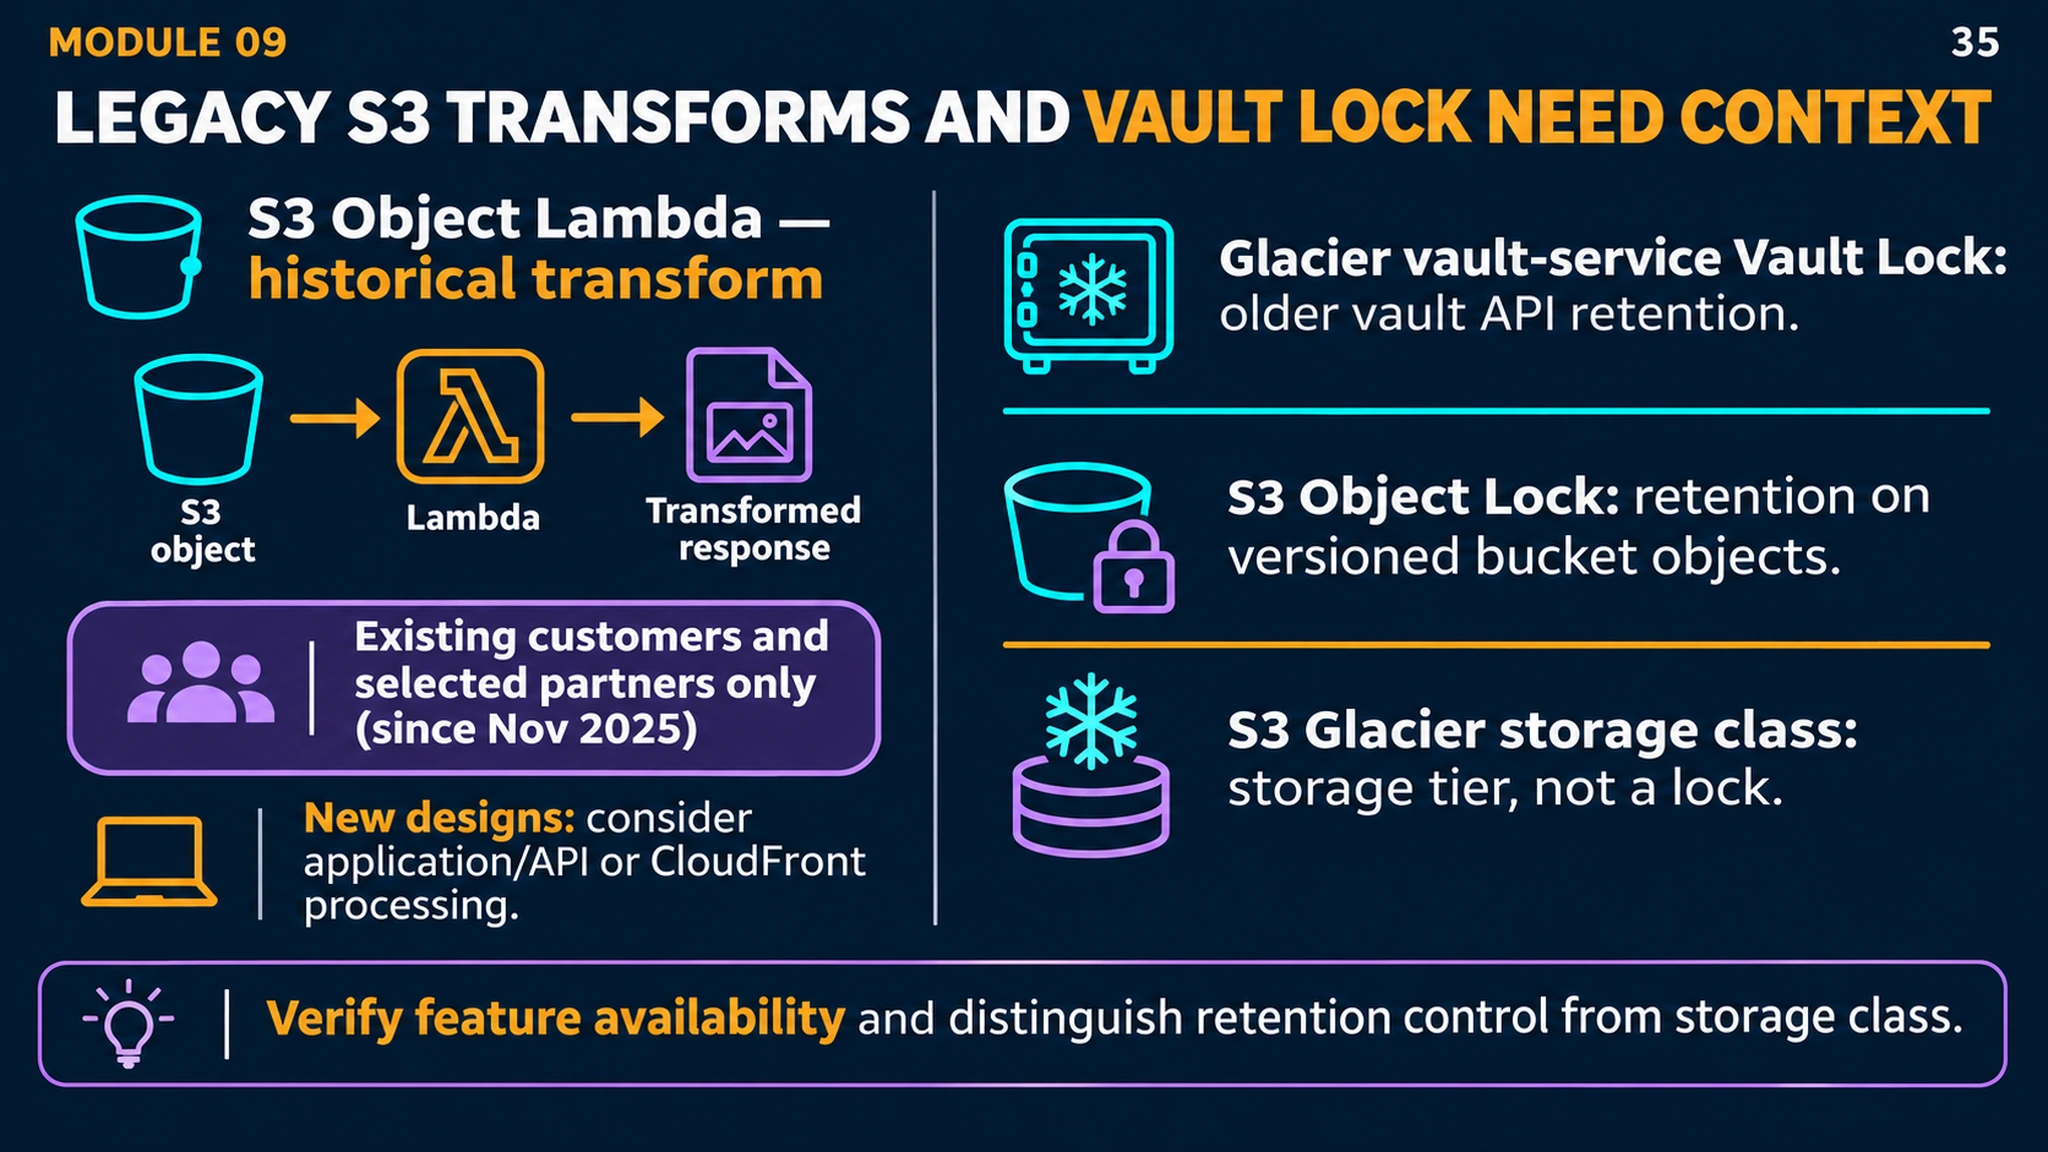 MODULE 09
35
LEGACY S3 TRANSFORMS AND VAULT LOCK NEED CONTEXT
S3 Object Lambda —
historical transform
S3
object
Lambda
Transformed
response
Existing customers and
selected partners only
(since Nov 2025)
New designs: consider
application/API or CloudFront
processing.
Glacier vault-service Vault Lock:
older vault API retention.
S3 Object Lock: retention on
versioned bucket objects.
S3 Glacier storage class:
storage tier, not a lock.
Verify feature availability and distinguish retention control from storage class.